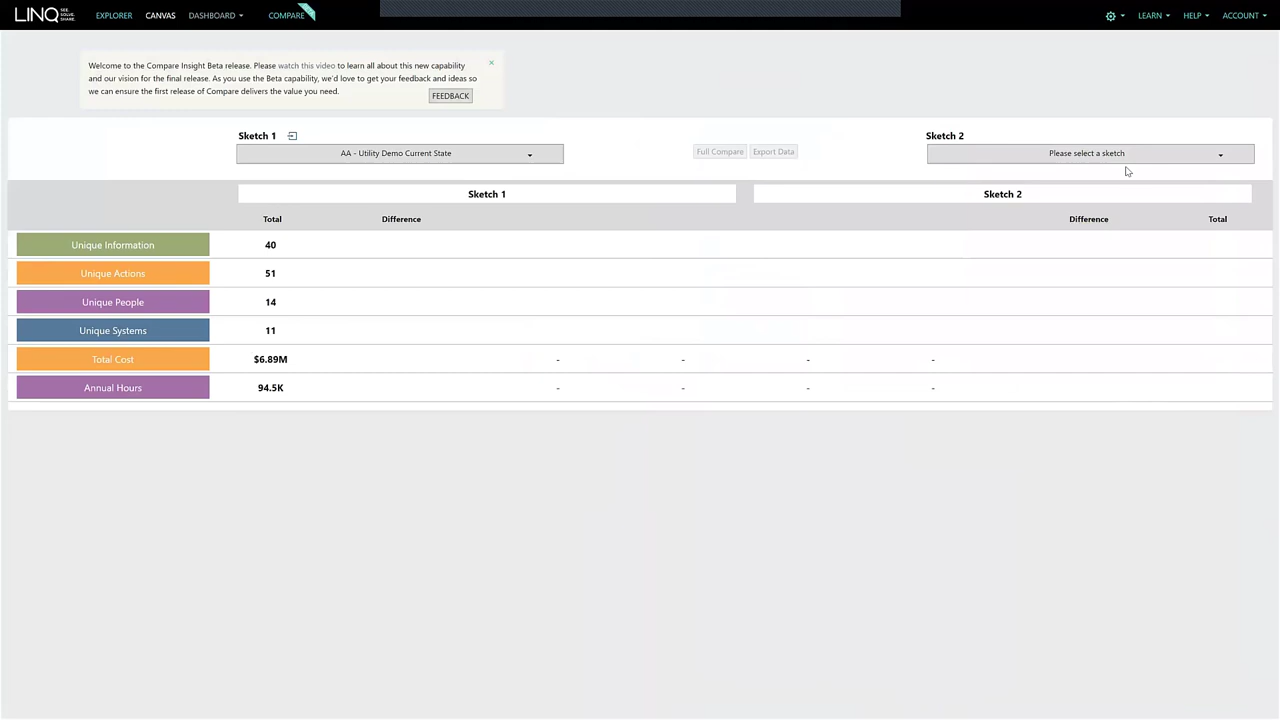 LINQ SEE. SOLVE. SHARE. EXPLORER CANVAS DASHBOARD COMPARE LEARN HELP ACCOUNT
Welcome to the Compare Insight Beta release. Please watch this video to learn all about this new capability
and our vision for the final release. As you use the Beta capability, we'd love to get your feedback and ideas so
we can ensure the first release of Compare delivers the value you need.
FEEDBACK
Sketch 1 Sketch 2
AA - Utility Demo Current State Full Compare Export Data Please select a sketch
Sketch 1 Sketch 2
Total Difference Difference Total
Unique Information 40
Unique Actions 51
Unique People 14
Unique Systems 11
Total Cost $6.89M - - - -
Annual Hours 94.5K - - - -